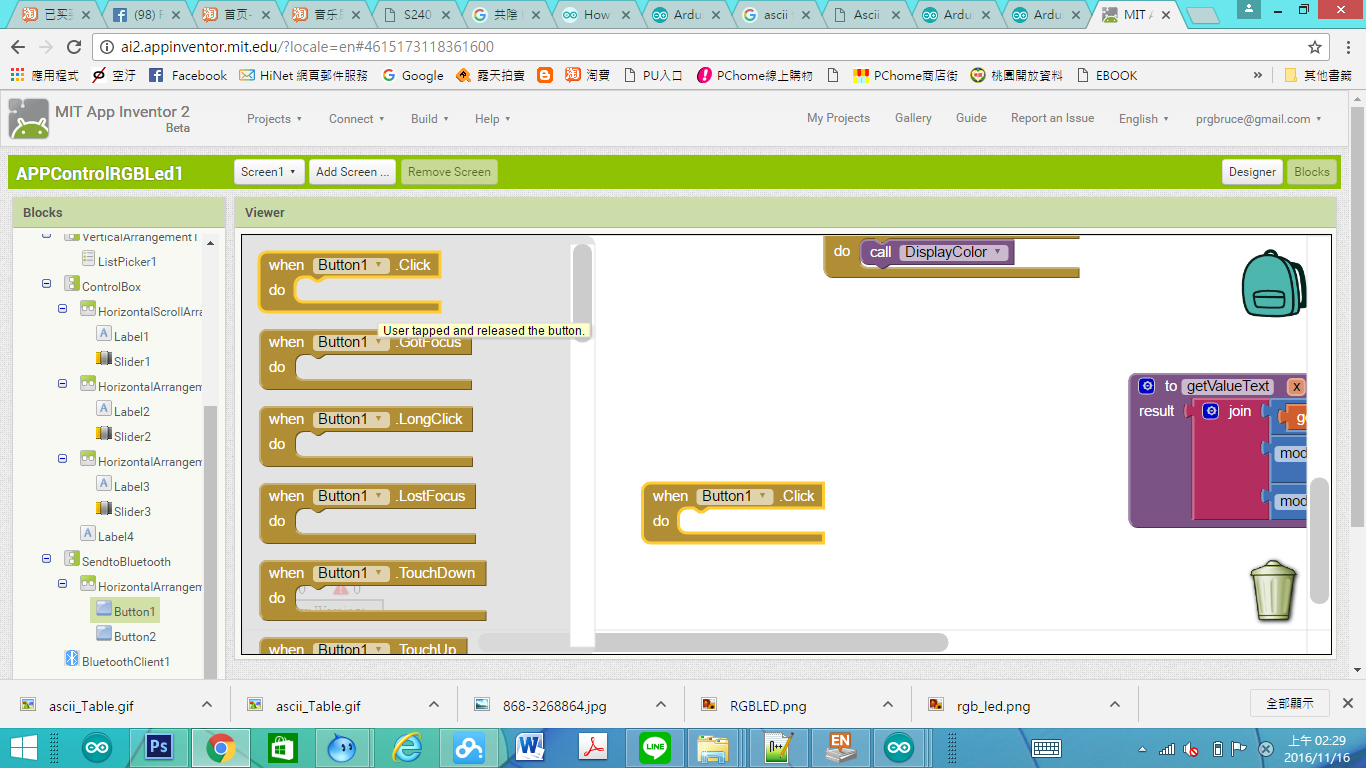 已买
(98) F
首页-
音乐
S240
共陰
How
Ardu
ascii
Ascii
Ardu
Ardu
MIT A
ai2.appinventor.mit.edu/?locale=en#4615173118361600
應用程式
空汙
Facebook
HiNet 網頁郵件服務
Google
露天拍賣
淘寶
PU入口
PChome線上購物
PChome商店街
桃園開放資料
EBOOK
»
其他書籤
MIT App Inventor 2
Beta
Projects
Connect
Build
Help
My Projects
Gallery
Guide
Report an Issue
English
prgbruce@gmail.com
APPControlRGBLed1
Screen1
Add Screen ...
Remove Screen
Designer
Blocks
Blocks
Viewer
VerticalArrangement1
ListPicker1
ControlBox
HorizontalScrollArra
Label1
Slider1
HorizontalArrangem
Label2
Slider2
HorizontalArrangem
Label3
Slider3
Label4
SendtoBluetooth
HorizontalArrangem
Button1
Button2
BluetoothClient1
when Button1 .Click
do
User tapped and released the button.
when Button1 .GotFocus
do
when Button1 .LongClick
do
when Button1 .LostFocus
do
when Button1 .TouchDown
do
0 0
when Button1 .TouchUp
do call DisplayColor
when Button1 .Click
do
to getValueText x
result join
mod
mod
ascii_Table.gif
ascii_Table.gif
868-3268864.jpg
RGBLED.png
rgb_led.png
全部顯示
Ps
EN
LINE
上午 02:29
2016/11/16